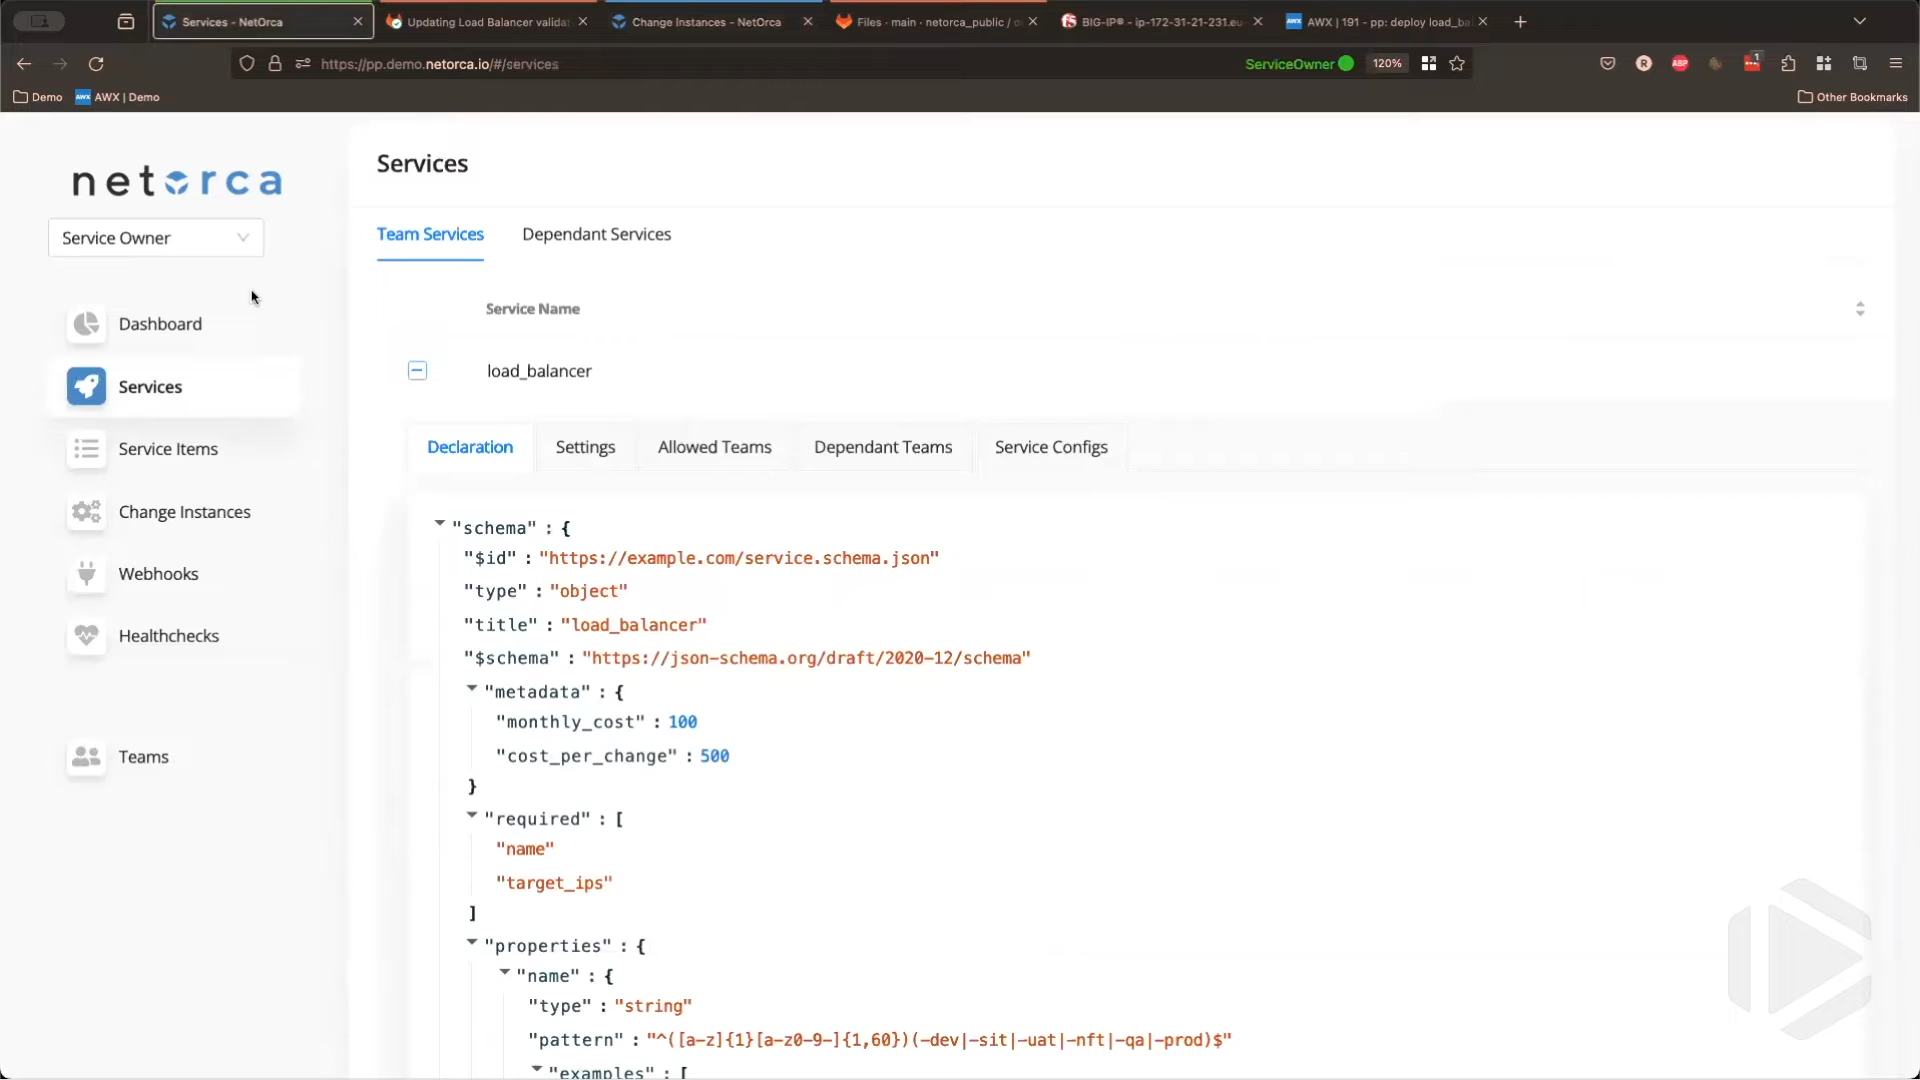 Services - NetOrca
Updating Load Balancer valida
Change Instances - NetOrca
Files · main · netorca_public /
BIG-IP® - ip-172-31-21-231.eu
AWX | 191 - pp: deploy load_ba
https://pp.demo.netorca.io/#/services
ServiceOwner
120%
Demo
AWX | Demo
Other Bookmarks
netorca
Service Owner
Dashboard
Services
Service Items
Change Instances
Webhooks
Healthchecks
Teams
Services
Team Services
Dependant Services
Service Name
load_balancer
Declaration
Settings
Allowed Teams
Dependant Teams
Service Configs
"schema" : {
"$id" : "https://example.com/service.schema.json"
"type" : "object"
"title" : "load_balancer"
"$schema" : "https://json-schema.org/draft/2020-12/schema"
"metadata" : {
"monthly_cost" : 100
"cost_per_change" : 500
}
"required" : [
"name"
"target_ips"
]
"properties" : {
"name" : {
"type" : "string"
"pattern" : "^([a-z]{1}[a-z0-9-]{1,60})(-dev|-sit|-uat|-nft|-qa|-prod)$"
"examples" : [